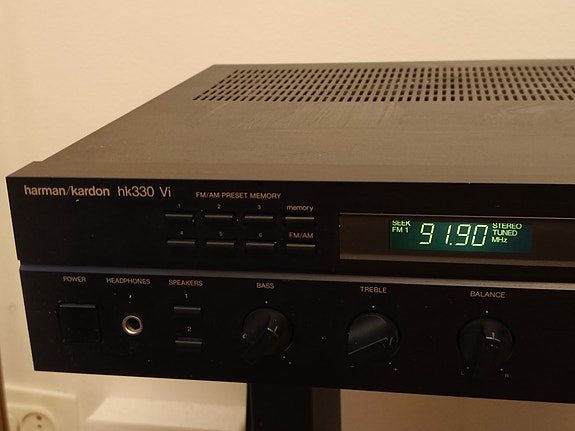 harman/kardon hk330 Vi
FM/AM PRESET MEMORY
1 2 3 memory
4 5 6 FM/AM
SEEK STEREO
FM 1 91.90 TUNED
MHz
POWER HEADPHONES SPEAKERS BASS TREBLE BALANCE
1
2